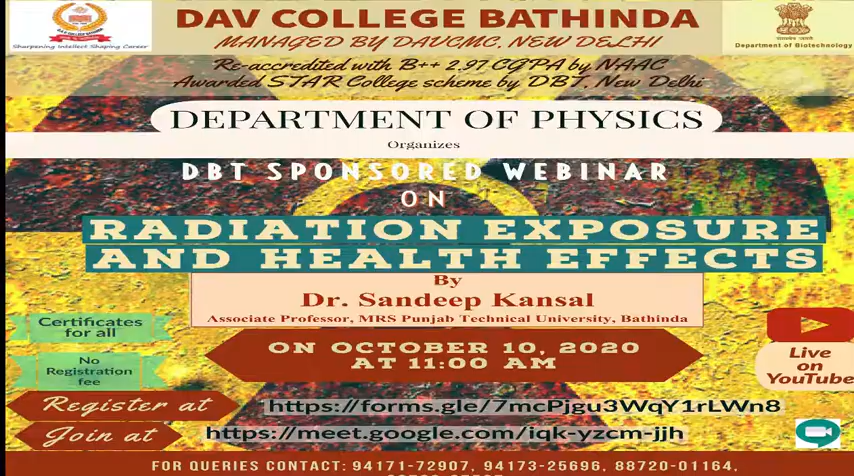 DAV COLLEGE BATHINDA
MANAGED BY DAVCMC, NEW DELHI
Sharpening Intellect Shaping Career
Department of Biotechnology
Re-accredited with B++ 2.97 CGPA by NAAC
Awarded STAR College scheme by DBT, New Delhi
DEPARTMENT OF PHYSICS
Organizes
DBT SPONSORED WEBINAR
ON
RADIATION EXPOSURE
AND HEALTH EFFECTS
By
Dr. Sandeep Kansal
Associate Professor, MRS Punjab Technical University, Bathinda
Certificates
for all
ON OCTOBER 10, 2020
AT 11:00 AM
No
Registration
fee
Live
on
YouTube
Register at https://forms.gle/7mcPjgu3WqY1rLWn8
Join at https://meet.google.com/iqk-yzcm-jjh
FOR QUERIES CONTACT: 94171-72907, 94173-25696, 88720-01164,